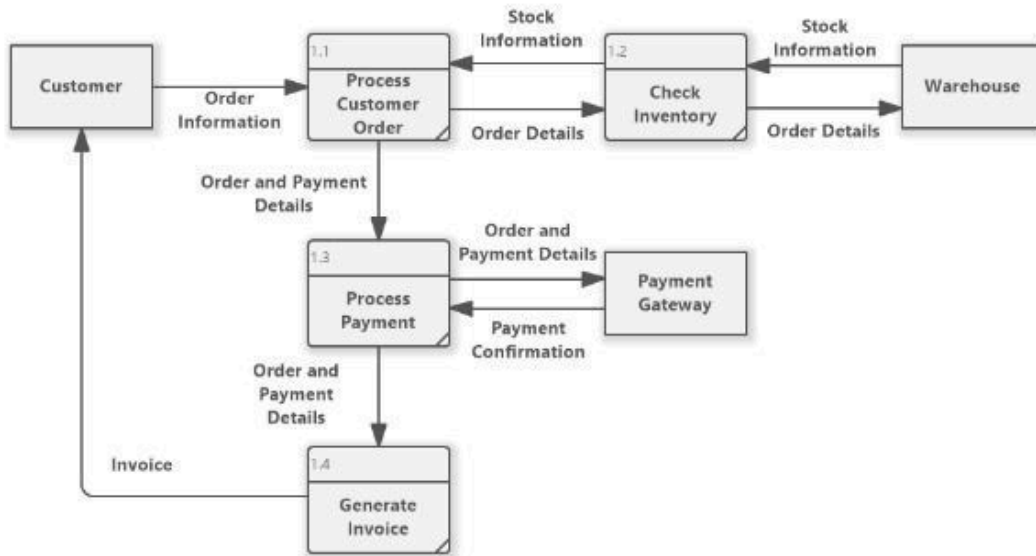 Customer
Order
Information
1.1
Process
Customer
Order
Stock
Information
Order Details
1.2
Check
Inventory
Stock
Information
Order Details
Warehouse
Order and Payment
Details
1.3
Process
Payment
Order and
Payment Details
Payment
Confirmation
Payment
Gateway
Order and
Payment
Details
1.4
Generate
Invoice
Invoice